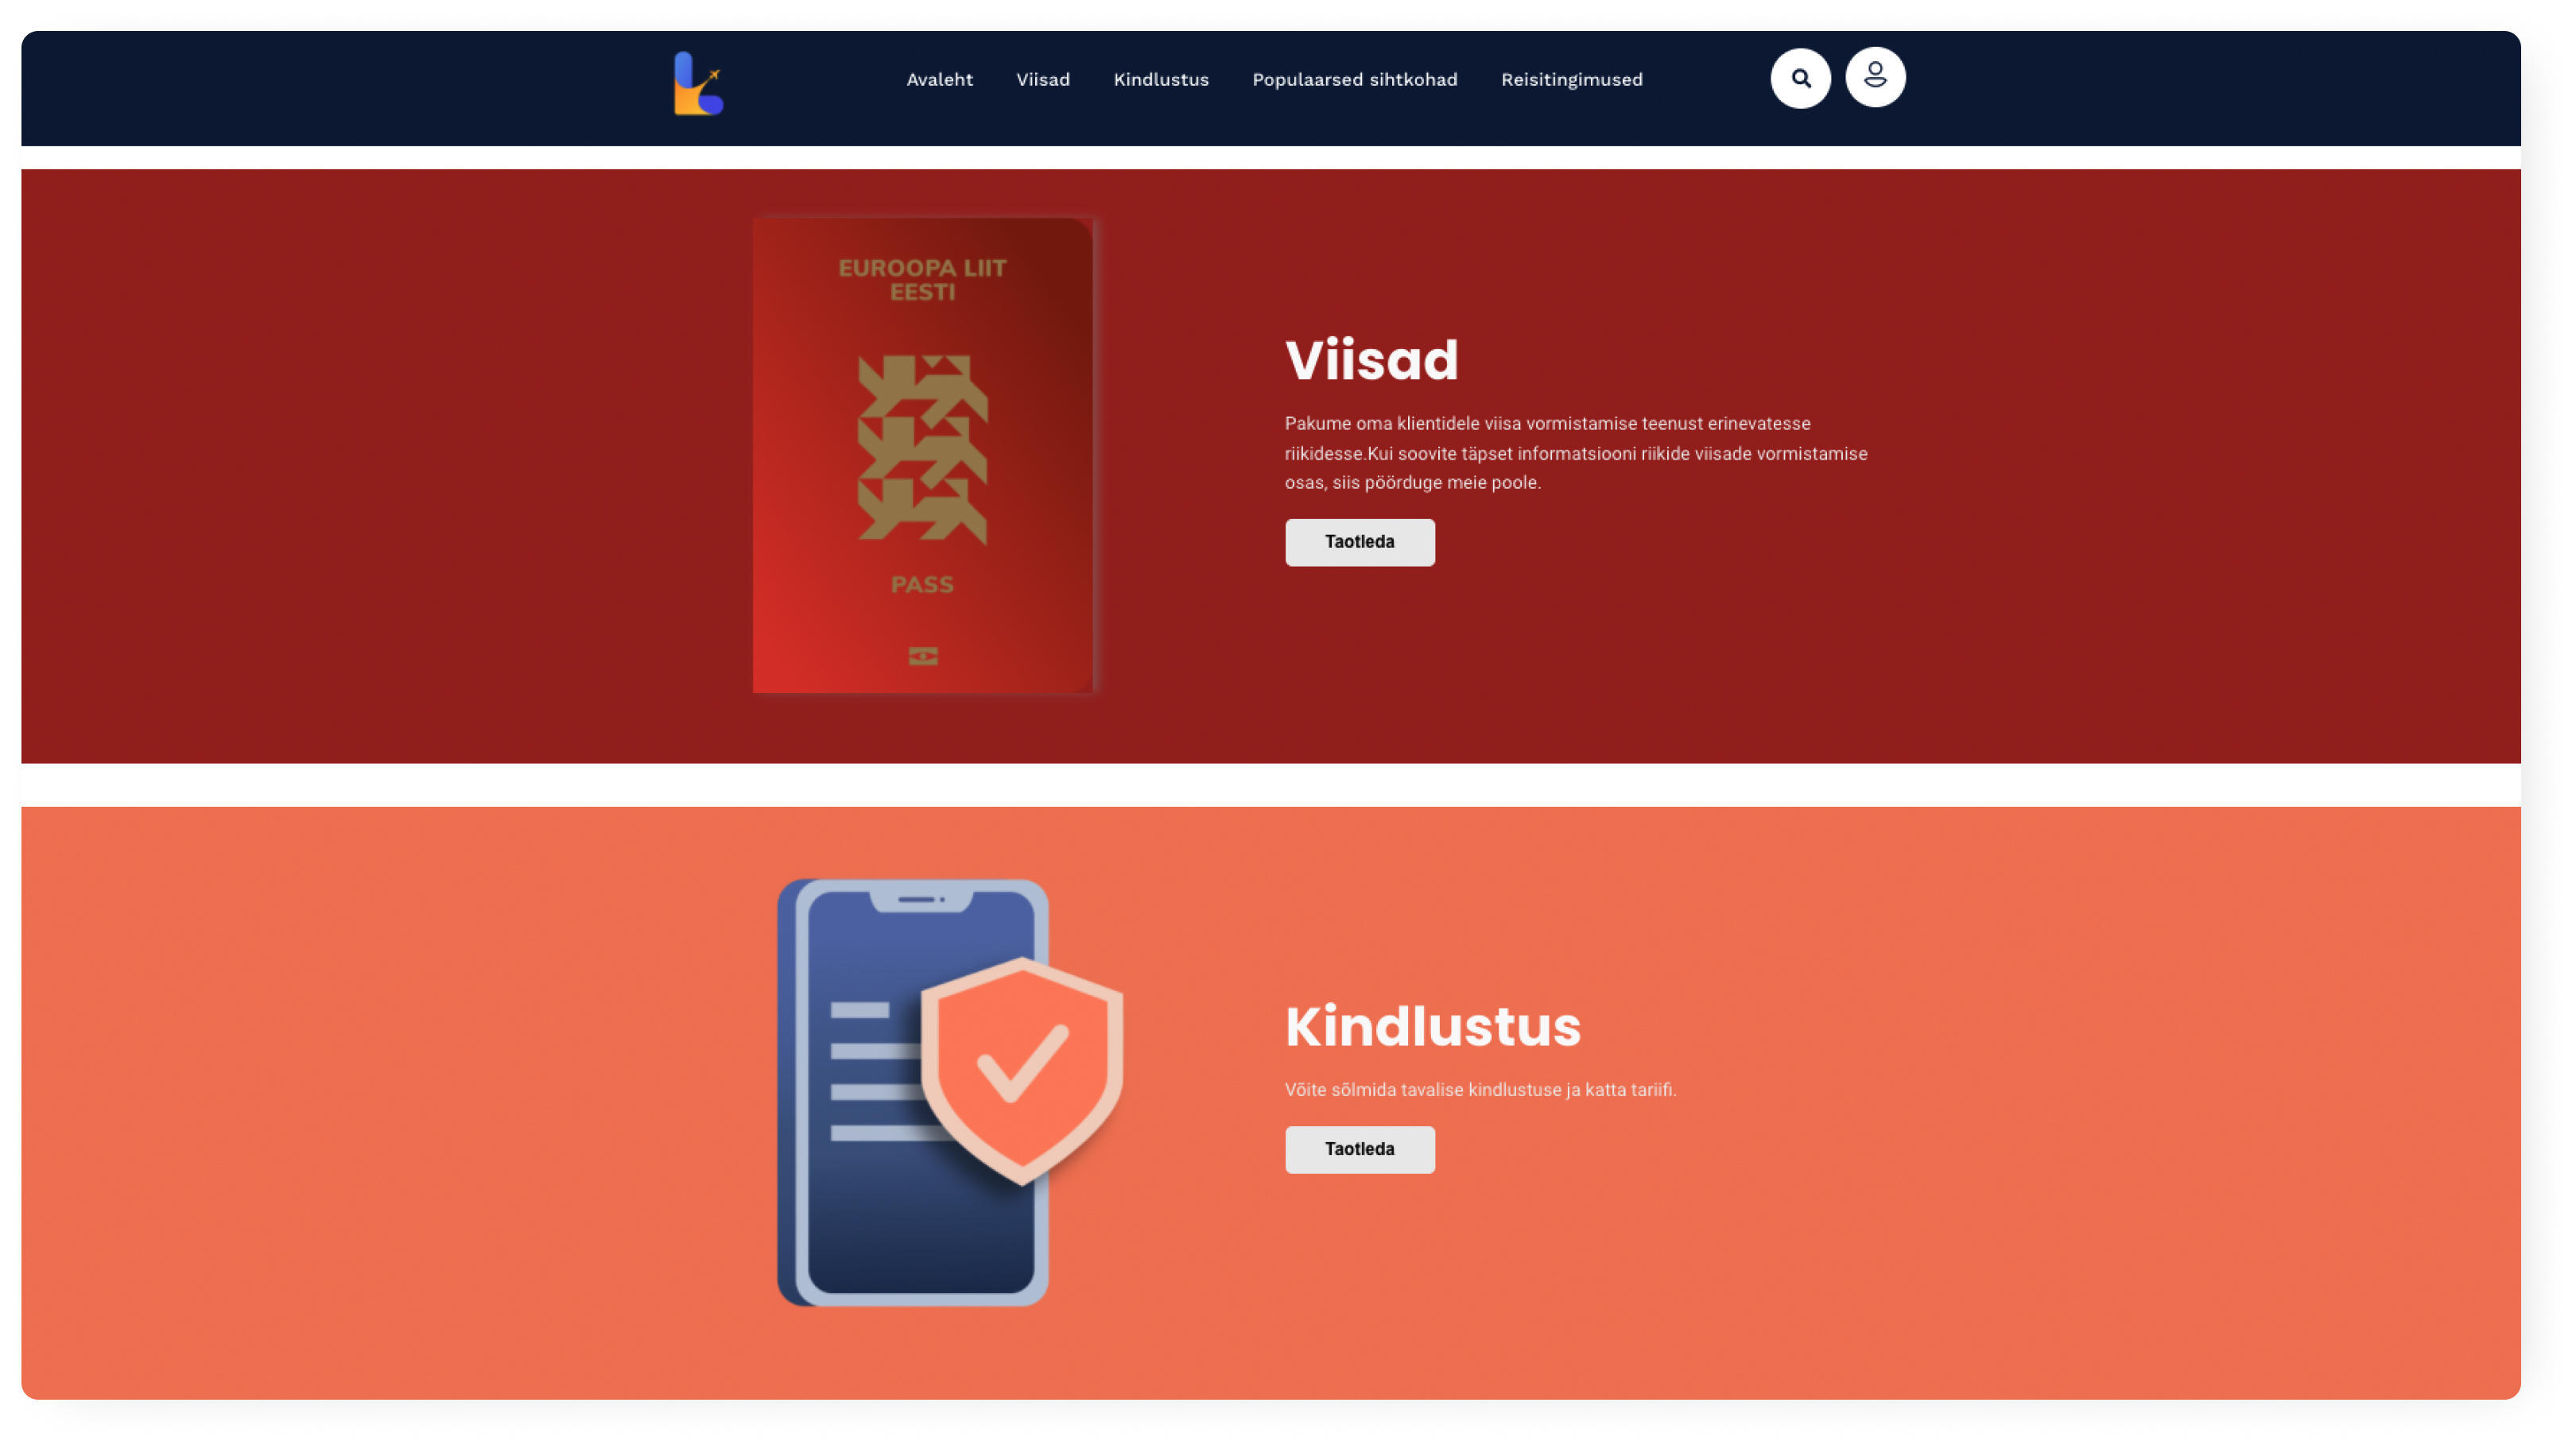 Avaleht
Viisad
Kindlustus
Populaarsed sihtkohad
Reisitingimused
EUROOPA LIIT
EESTI
PASS
Viisad
Pakume oma klientidele viisa vormistamise teenust erinevatesse
riikidesse.Kui soovite täpset informatsiooni riikide viisade vormistamise
osas, siis pöörduge meie poole.
Taotleda
Kindlustus
Võite sõlmida tavalise kindlustuse ja katta tariifi.
Taotleda